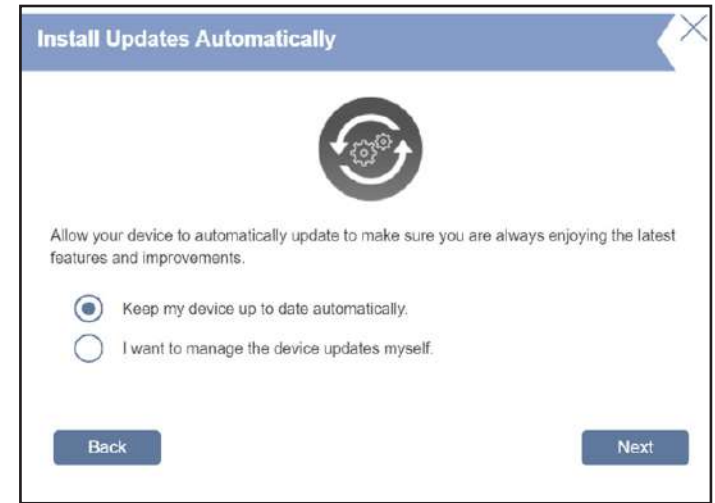 Install Updates Automatically
Allow your device to automatically update to make sure you are always enjoying the latest
features and improvements.
Keep my device up to date automatically.
I want to manage the device updates myself.
Back
Next